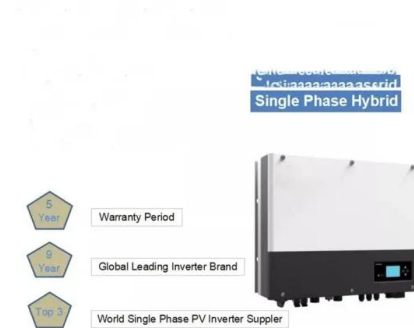 Single Phase Hybrid
5
Year
Warranty Period
9
Year
Global Leading Inverter Brand
Top 3
World Single Phase PV Inverter Suppler